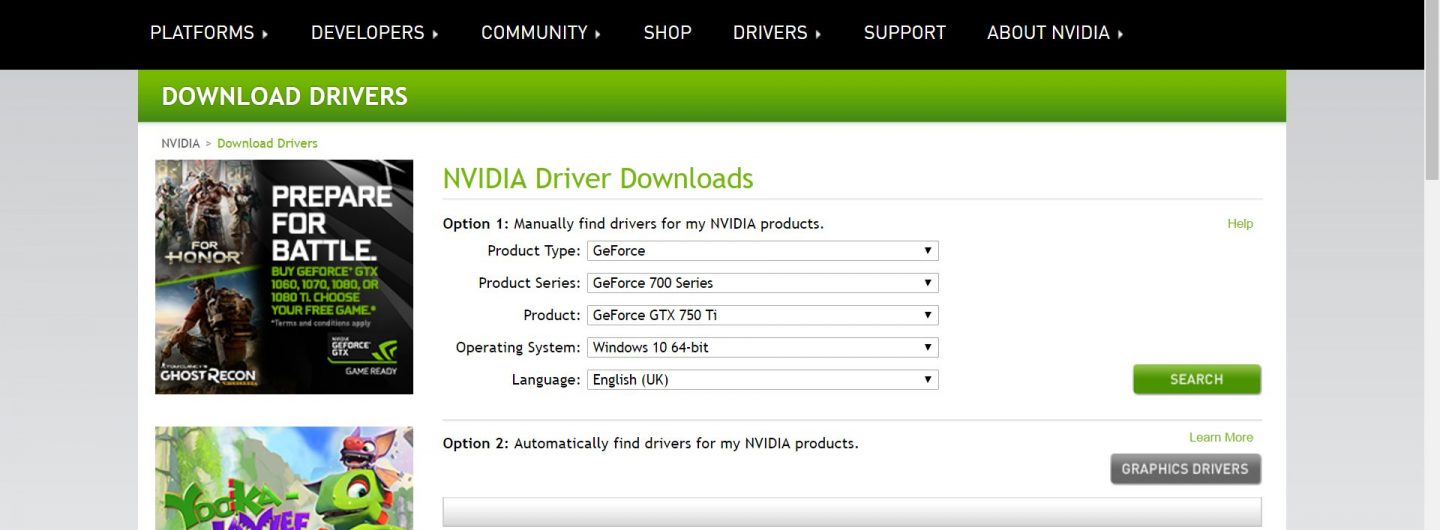 PLATFORMS
DEVELOPERS
COMMUNITY
SHOP
DRIVERS
SUPPORT
ABOUT NVIDIA
DOWNLOAD DRIVERS
NVIDIA > Download Drivers
PREPARE
FOR
BATTLE.
BUY GEFORCE® GTX
1060, 1070, 1080, OR
1080 TI. CHOOSE
YOUR FREE GAME.*
*Terms and conditions apply
FOR
HONOR
NVIDIA
GEFORCE
GTX
GAME READY
TOM CLANCY'S
GHOST RECON
YOOKA-
LAYLEE
NVIDIA Driver Downloads
Option 1: Manually find drivers for my NVIDIA products.
Help
Product Type: GeForce
Product Series: GeForce 700 Series
Product: GeForce GTX 750 Ti
Operating System: Windows 10 64-bit
Language: English (UK)
SEARCH
Option 2: Automatically find drivers for my NVIDIA products.
Learn More
GRAPHICS DRIVERS